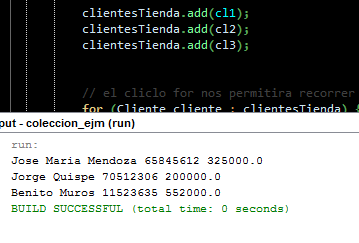 clientesTienda.add(cl1);
clientesTienda.add(cl2);
clientesTienda.add(cl3);
// el cliclo for nos permitira recorrer
for (Cliente cliente : clientesTienda) {
put - coleccion_ejm (run)
run:
Jose Maria Mendoza 65845612 325000.0
Jorge Quispe 70512306 200000.0
Benito Muros 11523635 552000.0
BUILD SUCCESSFUL (total time: 0 seconds)